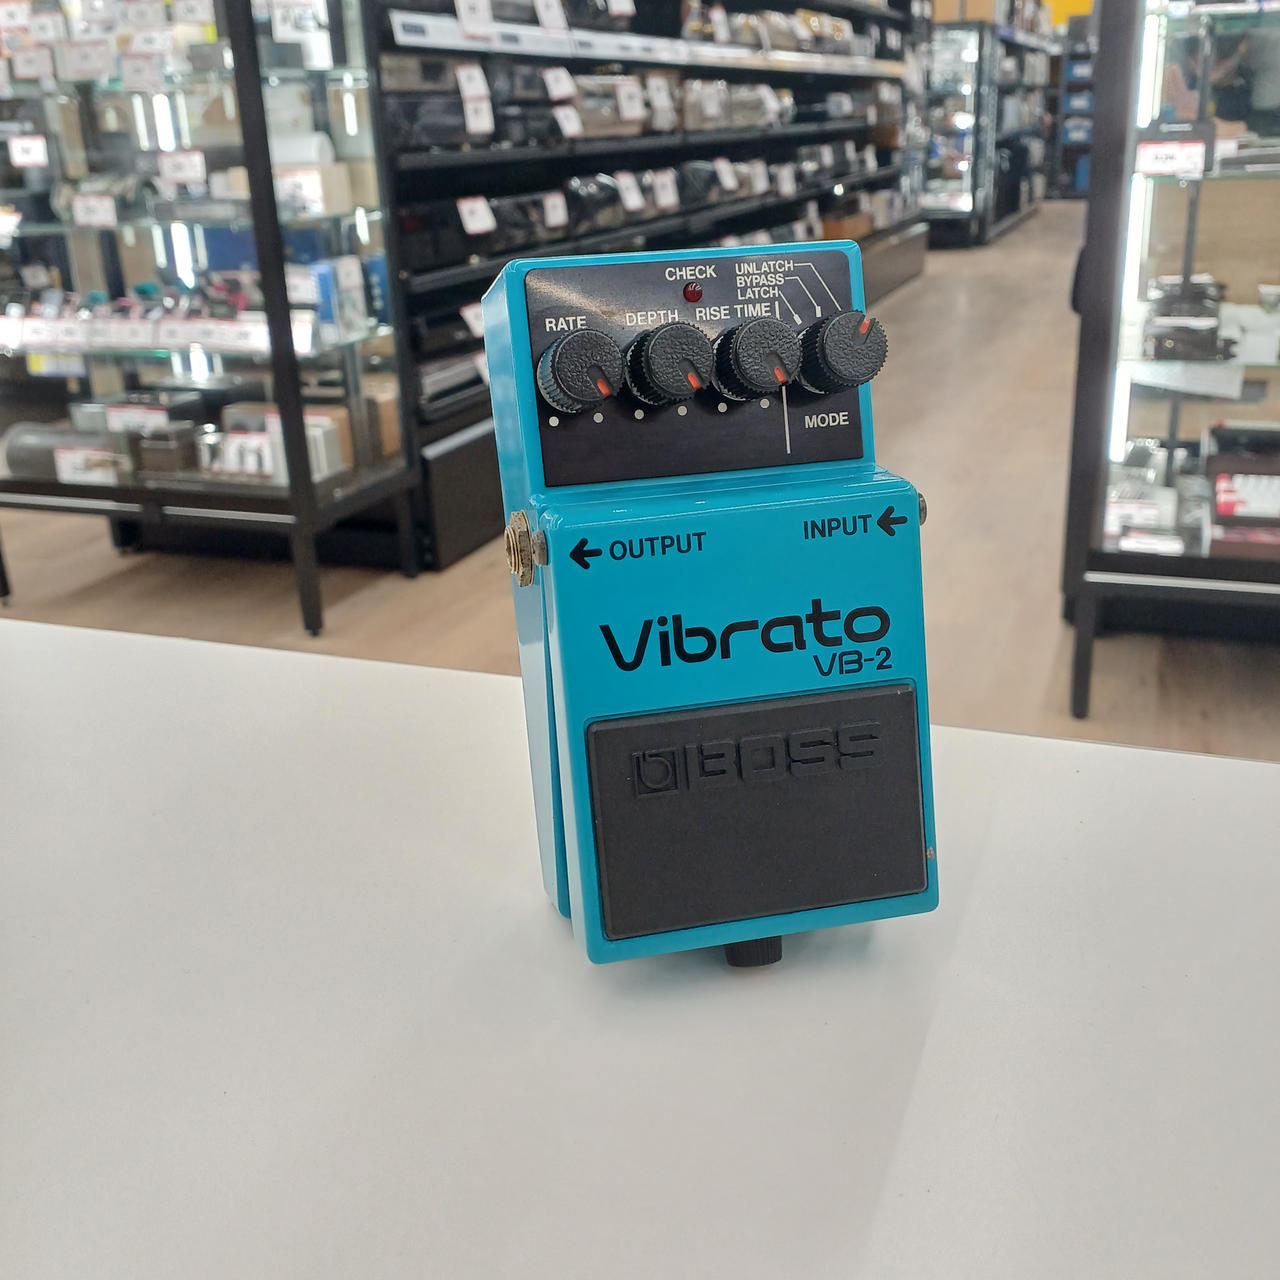 CHECK
UNLATCH
BYPASS
LATCH
RATE
DEPTH
RISE TIME
MODE
OUTPUT
INPUT
Vibrato
VB-2
BOSS